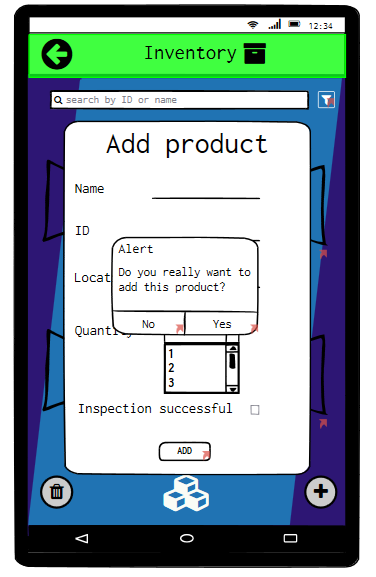 12:34
Inventory
search by ID or name
Add product
Name
ID
Alert
Do you really want to
add this product?
Locat
No
Yes
Quantity
1
2
3
Inspection successful
ADD